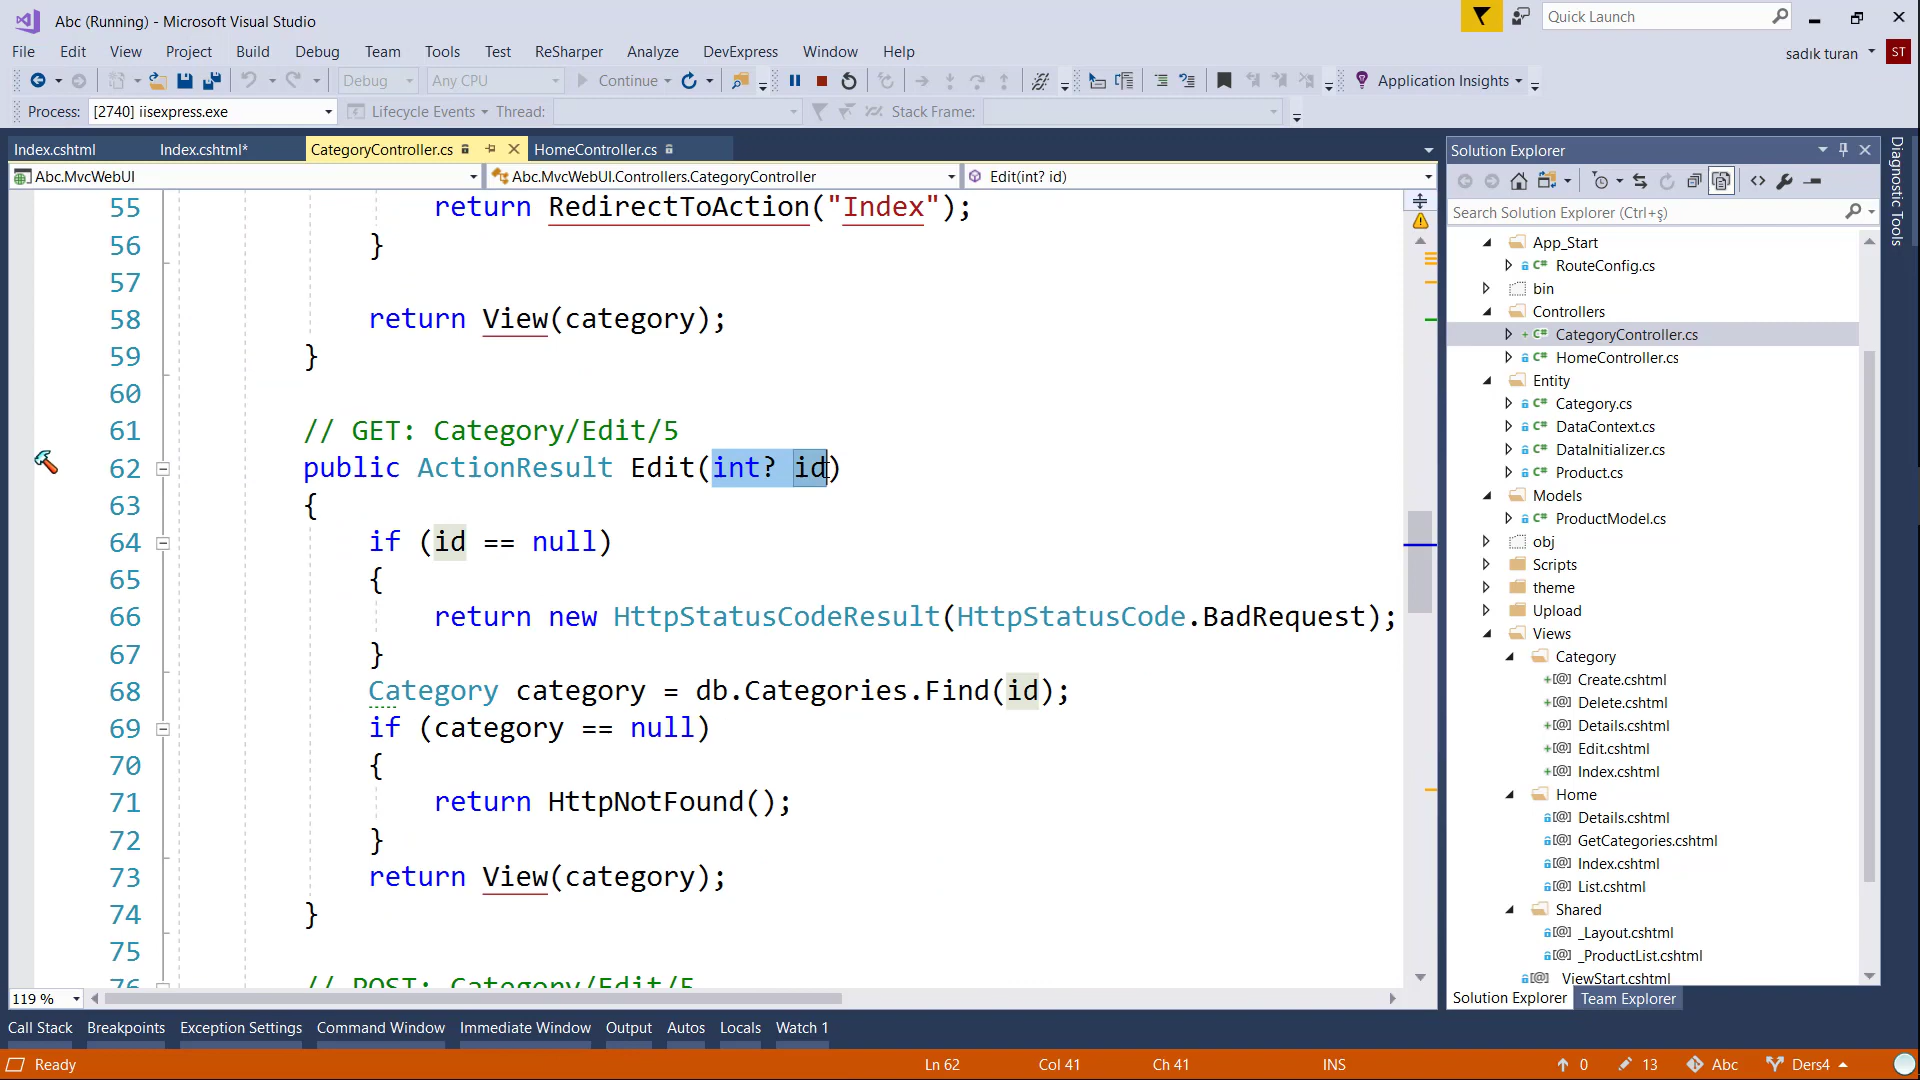 Abc (Running) - Microsoft Visual Studio
Quick Launch
File Edit View Project Build Debug Team Tools Test ReSharper Analyze DevExpress Window Help
sadık turan ST
Debug Any CPU Continue Application Insights
Process: [2740] iisexpress.exe Lifecycle Events Thread: Stack Frame:
Index.cshtml Index.cshtml* CategoryController.cs HomeController.cs
Abc.MvcWebUI Abc.MvcWebUI.Controllers.CategoryController Edit(int? id)
55 return RedirectToAction("Index");
56 }
57
58 return View(category);
59 }
60
61 // GET: Category/Edit/5
62 public ActionResult Edit(int? id)
63 {
64 if (id == null)
65 {
66 return new HttpStatusCodeResult(HttpStatusCode.BadRequest);
67 }
68 Category category = db.Categories.Find(id);
69 if (category == null)
70 {
71 return HttpNotFound();
72 }
73 return View(category);
74 }
75
76 // POST: Category/Edit/5
119 %
Solution Explorer
Search Solution Explorer (Ctrl+ş)
App_Start
C# RouteConfig.cs
bin
Controllers
C# CategoryController.cs
C# HomeController.cs
Entity
C# Category.cs
C# DataContext.cs
C# DataInitializer.cs
C# Product.cs
Models
C# ProductModel.cs
obj
Scripts
theme
Upload
Views
Category
[@] Create.cshtml
[@] Delete.cshtml
[@] Details.cshtml
[@] Edit.cshtml
[@] Index.cshtml
Home
[@] Details.cshtml
[@] GetCategories.cshtml
[@] Index.cshtml
[@] List.cshtml
Shared
[@] _Layout.cshtml
[@] _ProductList.cshtml
[@] _ViewStart.cshtml
Solution Explorer Team Explorer
Diagnostic Tools
Call Stack Breakpoints Exception Settings Command Window Immediate Window Output Autos Locals Watch 1
Ready Ln 62 Col 41 Ch 41 INS 0 13 Abc Ders4